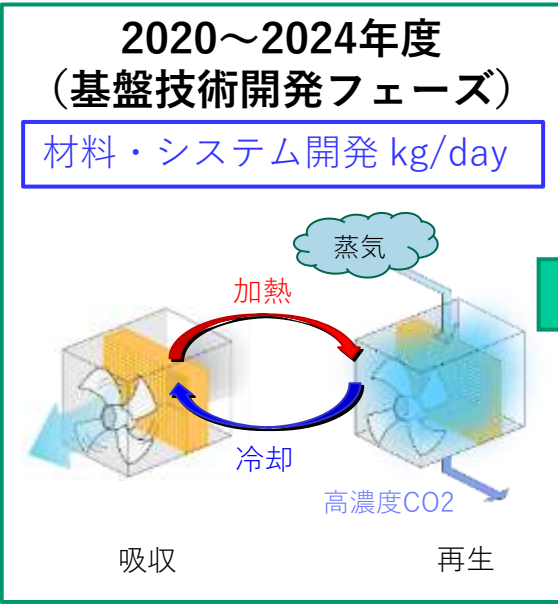 2020～2024年度
（基盤技術開発フェーズ）
材料・システム開発 kg/day
蒸気
加熱
冷却
高濃度CO2
吸収
再生